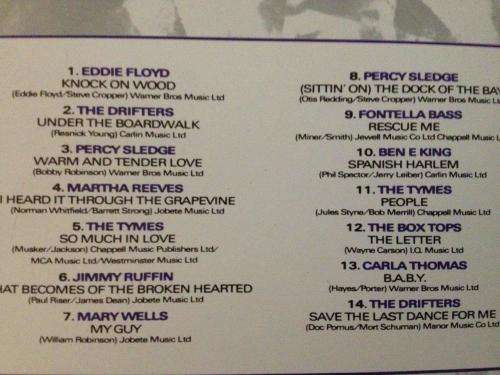 1. EDDIE FLOYD
KNOCK ON WOOD
(Eddie Floyd/Steve Cropper) Warner Bros Music Ltd
2. THE DRIFTERS
UNDER THE BOARDWALK
(Resnick Young) Carlin Music Ltd
3. PERCY SLEDGE
WARM AND TENDER LOVE
(Bobby Robinson) Warner Bros Music Ltd
4. MARTHA REEVES
I HEARD IT THROUGH THE GRAPEVINE
(Norman Whitfield/Barrett Strong) Jobete Music Ltd
5. THE TYMES
SO MUCH IN LOVE
(Musker/Jackson) Chappell Music Publishers Ltd/
MCA Music Ltd/Westminster Music Ltd
6. JIMMY RUFFIN
HAT BECOMES OF THE BROKEN HEARTED
(Paul Riser/James Dean) Jobete Music Ltd
7. MARY WELLS
MY GUY
(William Robinson) Jobete Music Ltd
8. PERCY SLEDGE
(SITTIN' ON) THE DOCK OF THE BAY
(Otis Redding/Steve Cropper) Warner Bros Music Ltd
9. FONTELLA BASS
RESCUE ME
(Miner/Smith) Jewell Music Co Ltd Chappell Music L
10. BEN E KING
SPANISH HARLEM
(Phil Spector/Jerry Leiber) Carlin Music Ltd
11. THE TYMES
PEOPLE
(Jules Styne/Bob Merrill) Chappell Music Ltd
12. THE BOX TOPS
THE LETTER
(Wayne Carson) I.Q. Music Ltd
13. CARLA THOMAS
B.A.B.Y.
(Hayes/Porter) Warner Bros Music Ltd
14. THE DRIFTERS
SAVE THE LAST DANCE FOR ME
(Doc Pomus/Mort Schuman) Manor Music Co Ltd